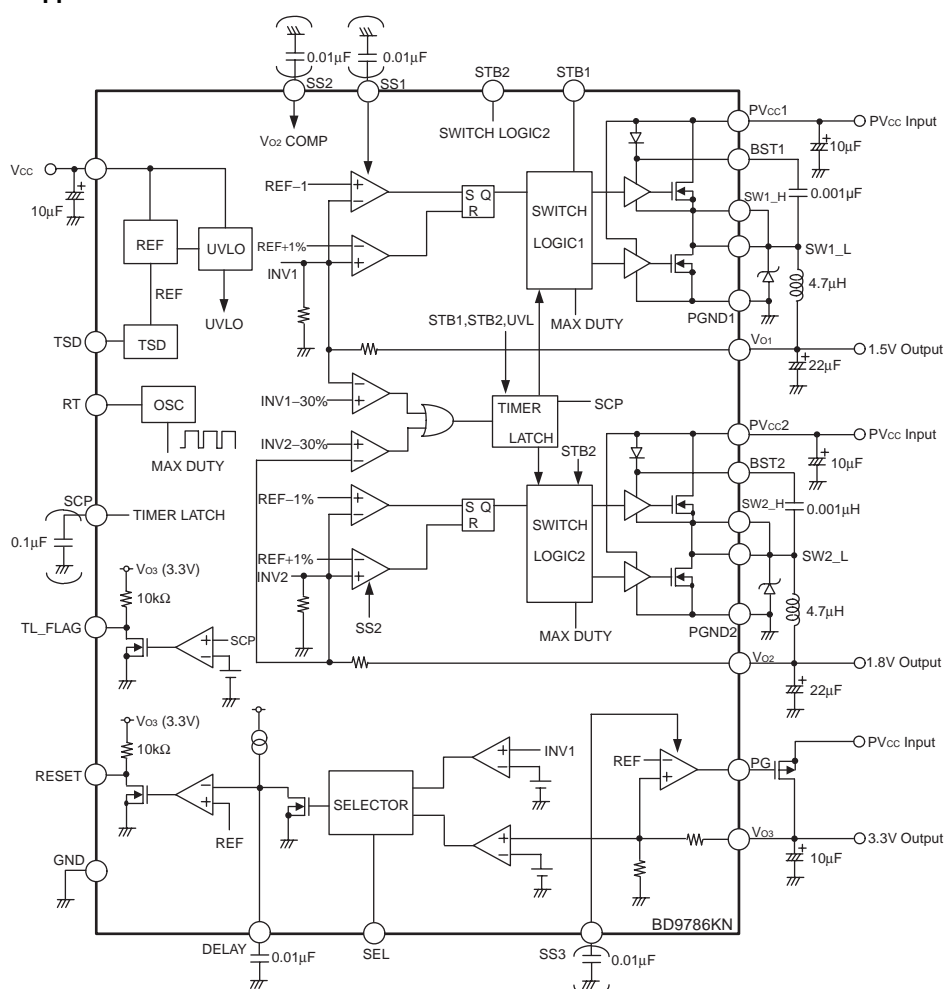 0.01μF
0.01μF
SS2
SS1
STB2
STB1
VO2 COMP
SWITCH LOGIC2
PVCC1
PVCC Input
10μF
BST1
0.001μF
SW1_H
SW1_L
4.7μH
PGND1
VO1
1.5V Output
22μF
VCC
10μF
REF
UVLO
REF
UVLO
TSD
TSD
REF−1
REF+1%
INV1
S Q
R
SWITCH
LOGIC1
MAX DUTY
STB1,STB2,UVL
RT
OSC
MAX DUTY
INV1−30%
INV2−30%
TIMER
LATCH
SCP
STB2
PVCC2
PVCC Input
10μF
BST2
SW2_H
0.001μH
SW2_L
4.7μH
PGND2
VO2
1.8V Output
22μF
SCP
TIMER LATCH
0.1μF
REF−1%
REF+1%
INV2
S Q
R
SWITCH
LOGIC2
MAX DUTY
SS2
VO3 (3.3V)
10kΩ
TL_FLAG
SCP
VO3 (3.3V)
10kΩ
RESET
REF
SELECTOR
INV1
REF
PG
PVCC Input
VO3
3.3V Output
10μF
GND
BD9786KN
DELAY
0.01μF
SEL
SS3
0.01μF